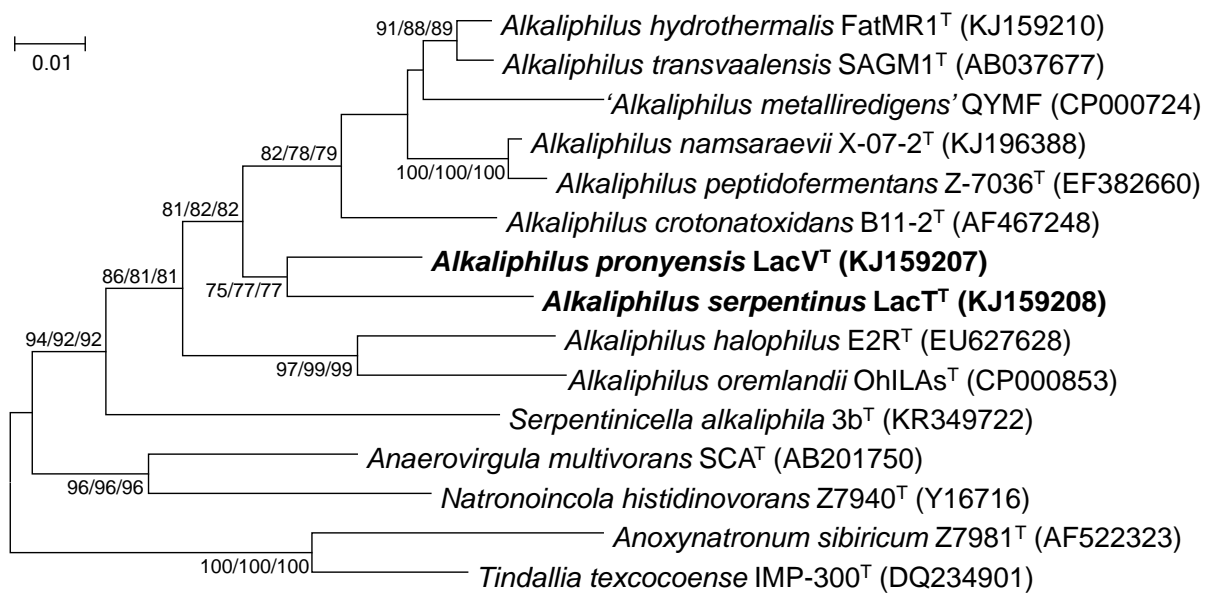 91/88/89
Alkaliphilus hydrothermalis FatMR1ᵀ (KJ159210)
0.01
Alkaliphilus transvaalensis SAGM1ᵀ (AB037677)
'Alkaliphilus metalliredigens' QYMF (CP000724)
Alkaliphilus namsaraevii X-07-2ᵀ (KJ196388)
82/78/79
100/100/100
Alkaliphilus peptidofermentans Z-7036ᵀ (EF382660)
81/82/82
Alkaliphilus crotonatoxidans B11-2ᵀ (AF467248)
Alkaliphilus pronyensis LacVᵀ (KJ159207)
86/81/81
75/77/77
Alkaliphilus serpentinus LacTᵀ (KJ159208)
94/92/92
Alkaliphilus halophilus E2Rᵀ (EU627628)
97/99/99
Alkaliphilus oremlandii OhILAsᵀ (CP000853)
Serpentinicella alkaliphila 3bᵀ (KR349722)
Anaerovirgula multivorans SCAᵀ (AB201750)
96/96/96
Natronoincola histidinovorans Z7940ᵀ (Y16716)
Anoxynatronum sibiricum Z7981ᵀ (AF522323)
100/100/100
Tindallia texcocoense IMP-300ᵀ (DQ234901)